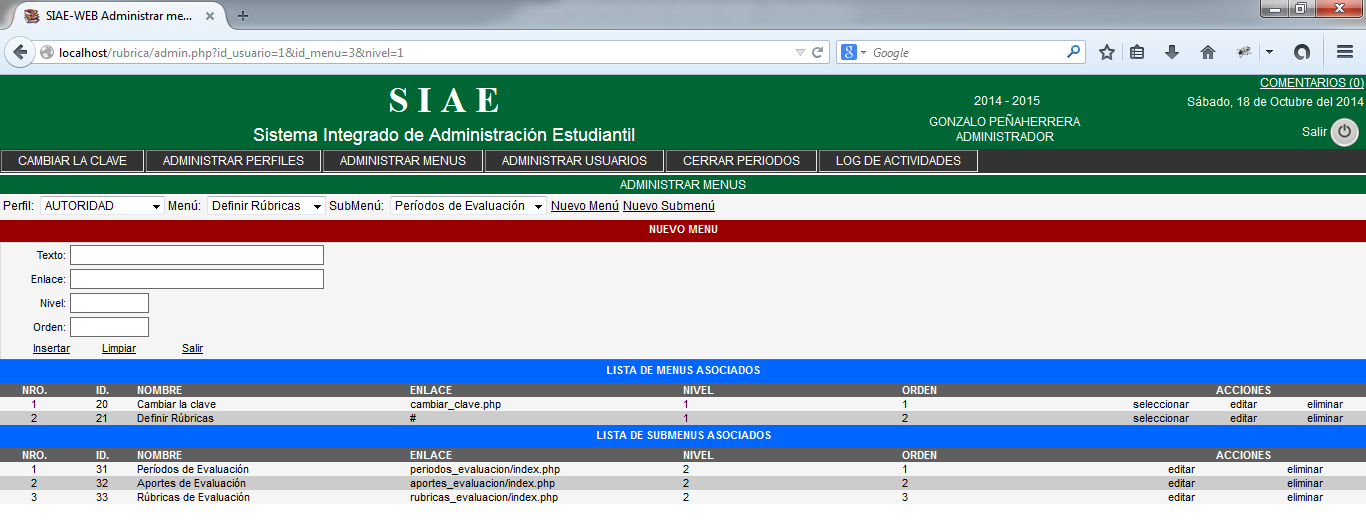 SIAE-WEB Administrar me...
localhost/rubrica/admin.php?id_usuario=1&id_menu=3&nivel=1
Google
COMENTARIOS (0)
S I A E
2014 - 2015
Sábado, 18 de Octubre del 2014
Sistema Integrado de Administración Estudiantil
GONZALO PEÑAHERRERA
ADMINISTRADOR
Salir
CAMBIAR LA CLAVE ADMINISTRAR PERFILES ADMINISTRAR MENUS ADMINISTRAR USUARIOS CERRAR PERIODOS LOG DE ACTIVIDADES
ADMINISTRAR MENUS
Perfil: AUTORIDAD Menú: Definir Rúbricas SubMenú: Períodos de Evaluación Nuevo Menú Nuevo Submenú
NUEVO MENU
Texto:
Enlace:
Nivel:
Orden:
Insertar Limpiar Salir
LISTA DE MENUS ASOCIADOS
NRO. ID. NOMBRE ENLACE NIVEL ORDEN ACCIONES
1 20 Cambiar la clave cambiar_clave.php 1 1 seleccionar editar eliminar
2 21 Definir Rúbricas # 1 2 seleccionar editar eliminar
LISTA DE SUBMENUS ASOCIADOS
NRO. ID. NOMBRE ENLACE NIVEL ORDEN ACCIONES
1 31 Períodos de Evaluación periodos_evaluacion/index.php 2 1 editar eliminar
2 32 Aportes de Evaluación aportes_evaluacion/index.php 2 2 editar eliminar
3 33 Rúbricas de Evaluación rubricas_evaluacion/index.php 2 3 editar eliminar